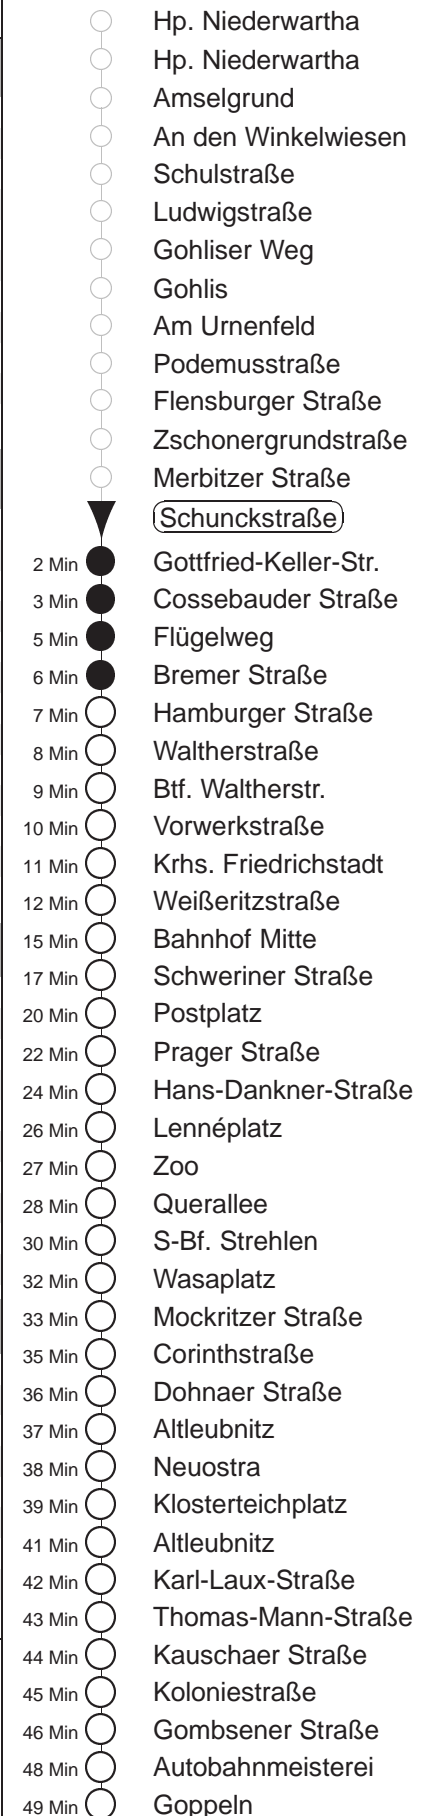 Hp. Niederwartha
Hp. Niederwartha
Amselgrund
An den Winkelwiesen
Schulstraße
Ludwigstraße
Gohliser Weg
Gohlis
Am Urnenfeld
Podemusstraße
Flensburger Straße
Zschonergrundstraße
Merbitzer Straße
Schunckstraße
2 Min Gottfried-Keller-Str.
3 Min Cossebauder Straße
5 Min Flügelweg
6 Min Bremer Straße
7 Min Hamburger Straße
8 Min Waltherstraße
9 Min Btf. Waltherstr.
10 Min Vorwerkstraße
11 Min Krhs. Friedrichstadt
12 Min Weißeritzstraße
15 Min Bahnhof Mitte
17 Min Schweriner Straße
20 Min Postplatz
22 Min Prager Straße
24 Min Hans-Dankner-Straße
26 Min Lennéplatz
27 Min Zoo
28 Min Querallee
30 Min S-Bf. Strehlen
32 Min Wasaplatz
33 Min Mockritzer Straße
35 Min Corinthstraße
36 Min Dohnaer Straße
37 Min Altleubnitz
38 Min Neuostra
39 Min Klosterteichplatz
41 Min Altleubnitz
42 Min Karl-Laux-Straße
43 Min Thomas-Mann-Straße
44 Min Kauschaer Straße
45 Min Koloniestraße
46 Min Gombsener Straße
48 Min Autobahnmeisterei
49 Min Goppeln